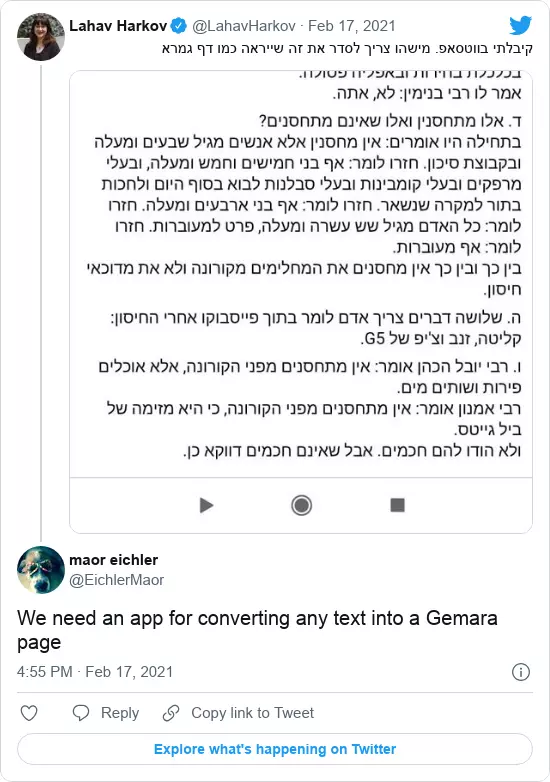 Lahav Harkov @LahavHarkov · Feb 17, 2021
קיבלתי בווטסאפ. מישהו צריך לסדר את זה שייראה כמו דף גמרא
בכלכלת בחירות ובאפליה פסולה.
אמר לו רבי בנימין: לא, אתה.
ד. אלו מתחסנין ואלו שאינם מתחסנים?
בתחילה היו אומרים: אין מחסנין אלא אנשים מגיל שבעים ומעלה
ובקבוצת סיכון. חזרו לומר: אף בני חמישים וחמש ומעלה, ובעלי
מרפקים ובעלי קומבינות ובעלי סבלנות לבוא בסוף היום ולחכות
בתור למקרה שנשאר. חזרו לומר: אף בני ארבעים ומעלה. חזרו
לומר: כל האדם מגיל שש עשרה ומעלה, פרט למעוברות. חזרו
לומר: אף מעוברות.
בין כך ובין כך אין מחסנים את המחלימים מקורונה ולא את מדוכאי
חיסון.
ה. שלושה דברים צריך אדם לומר בתוך פייסבוקו אחרי החיסון:
קליטה, זנב וצ'יפ של G5.
ו. רבי יובל הכהן אומר: אין מתחסנים מפני הקורונה, אלא אוכלים
פירות ושותים מים.
רבי אמנון אומר: אין מתחסנים מפני הקורונה, כי היא מזימה של
ביל גייטס.
ולא הודו להם חכמים. אבל שאינם חכמים דווקא כן.
maor eichler
@EichlerMaor
We need an app for converting any text into a Gemara
page
4:55 PM · Feb 17, 2021
Reply Copy link to Tweet
Explore what's happening on Twitter